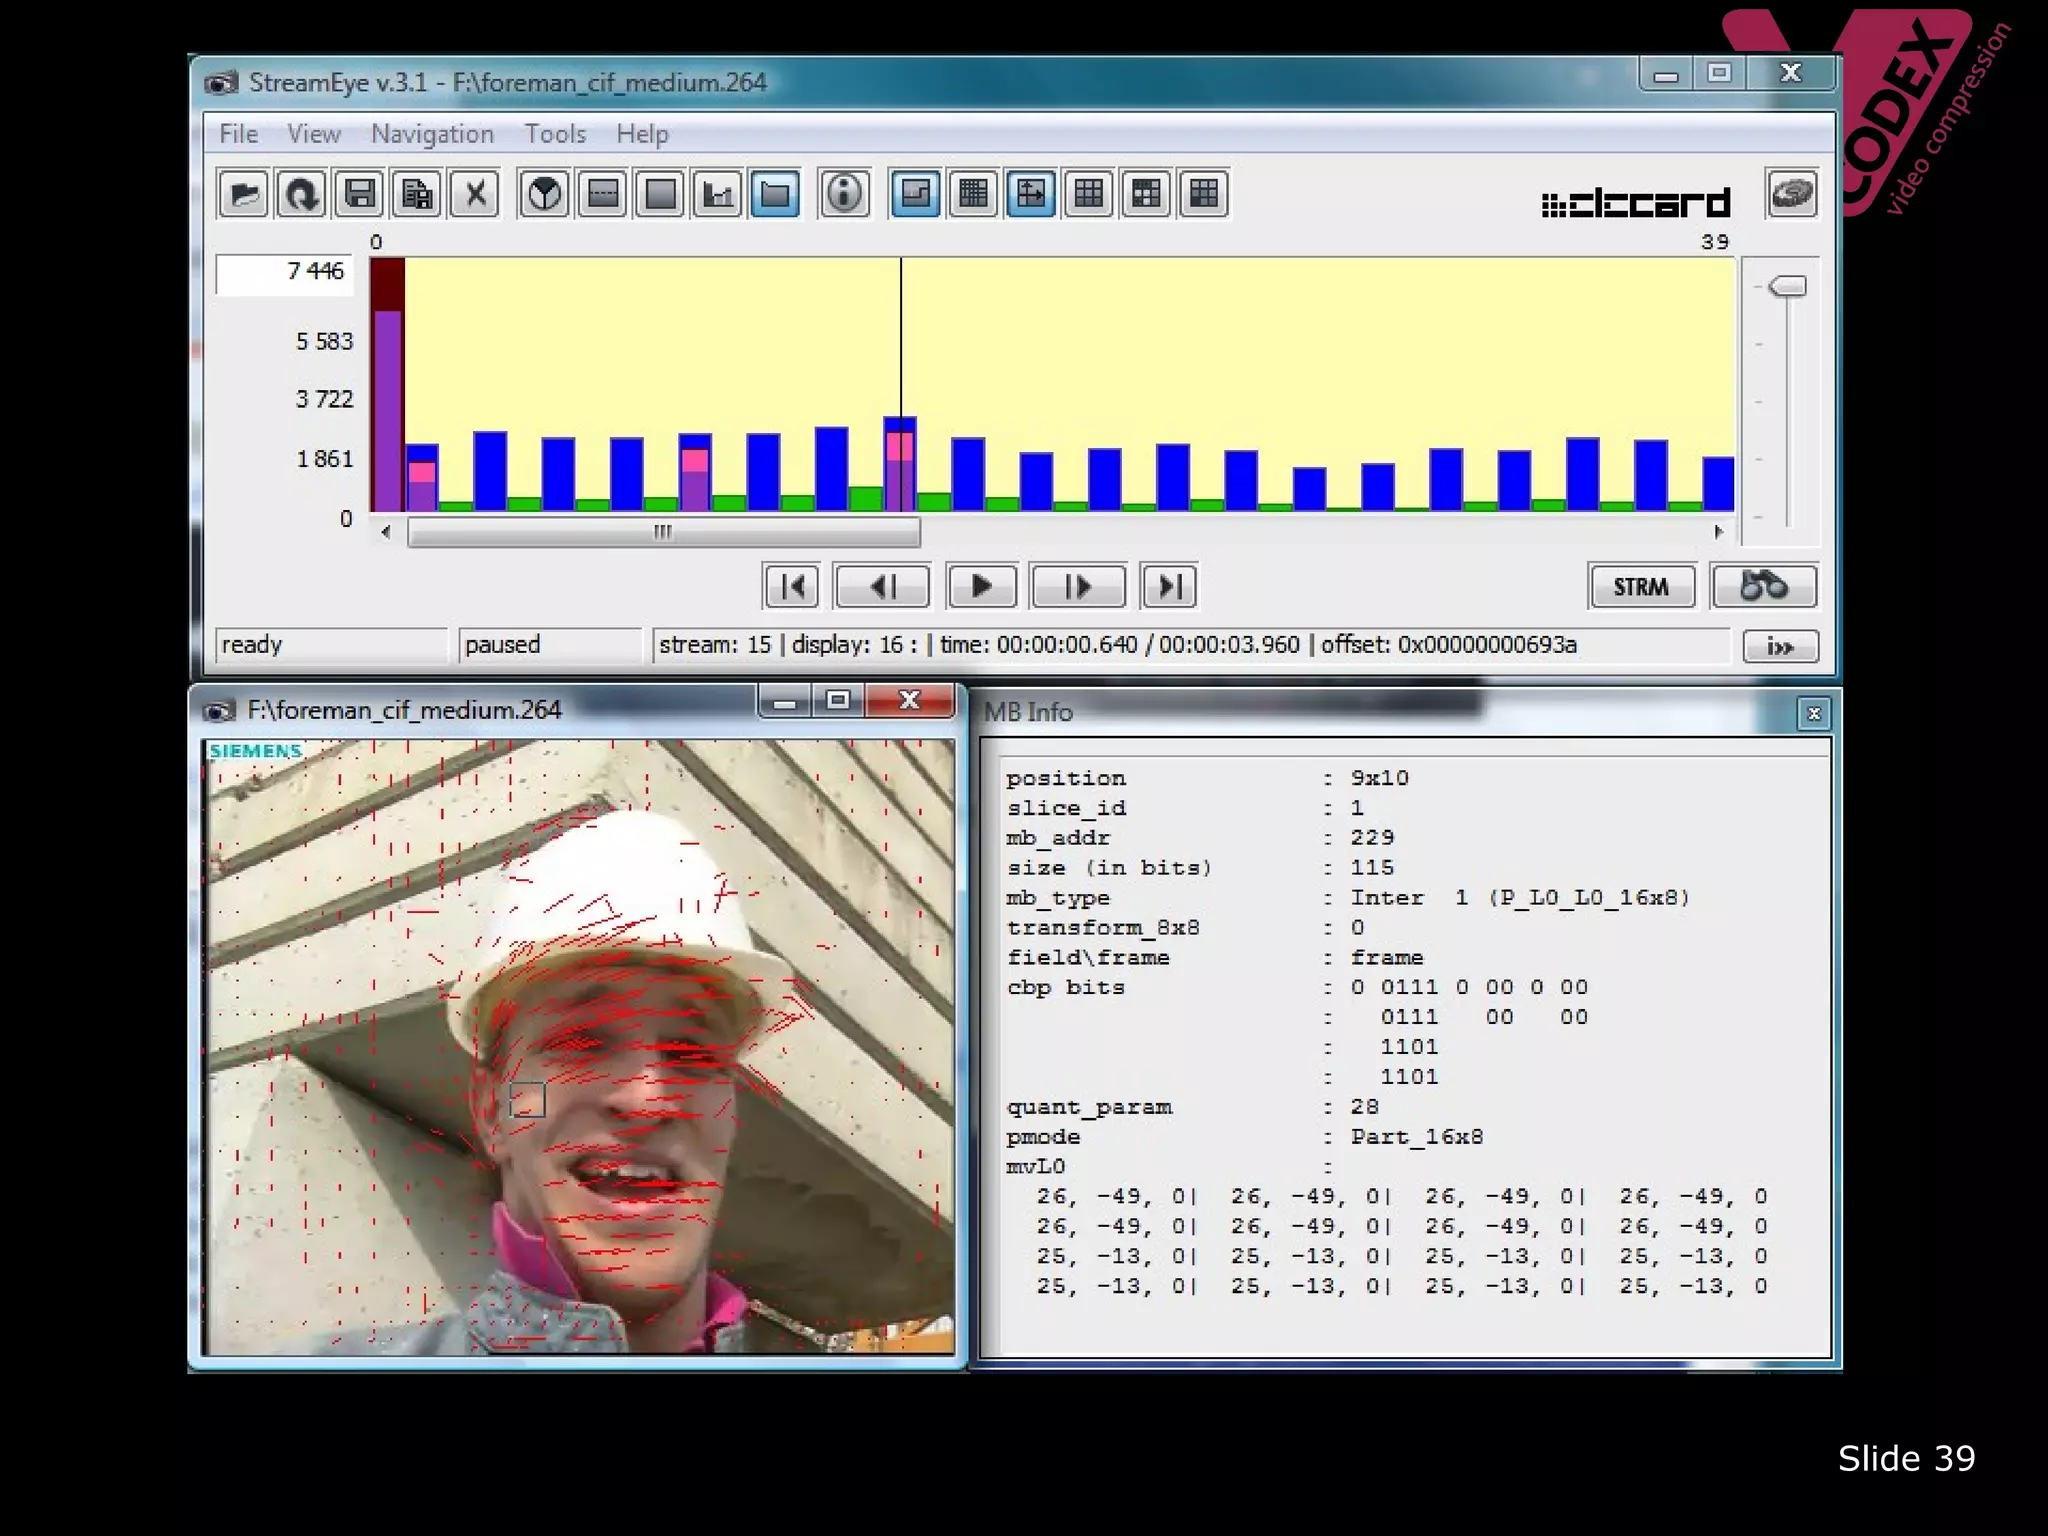 CODEX
video compression
StreamEye v.3.1 - F:\foreman_cif_medium.264
File View Navigation Tools Help
elecard
0 39
7 446
5 583
3 722
1 861
0
STRM
ready paused stream: 15 | display: 16 : | time: 00:00:00.640 / 00:00:03.960 | offset: 0x00000000693a
F:\foreman_cif_medium.264
SIEMENS
MB Info
position : 9x10
slice_id : 1
mb_addr : 229
size (in bits) : 115
mb_type : Inter 1 (P_L0_L0_16x8)
transform_8x8 : 0
field\frame : frame
cbp bits : 0 0111 0 00 0 00
: 0111 00 00
: 1101
: 1101
quant_param : 28
pmode : Part_16x8
mvL0 :
26, -49, 0| 26, -49, 0| 26, -49, 0| 26, -49, 0
26, -49, 0| 26, -49, 0| 26, -49, 0| 26, -49, 0
25, -13, 0| 25, -13, 0| 25, -13, 0| 25, -13, 0
25, -13, 0| 25, -13, 0| 25, -13, 0| 25, -13, 0
Slide 39